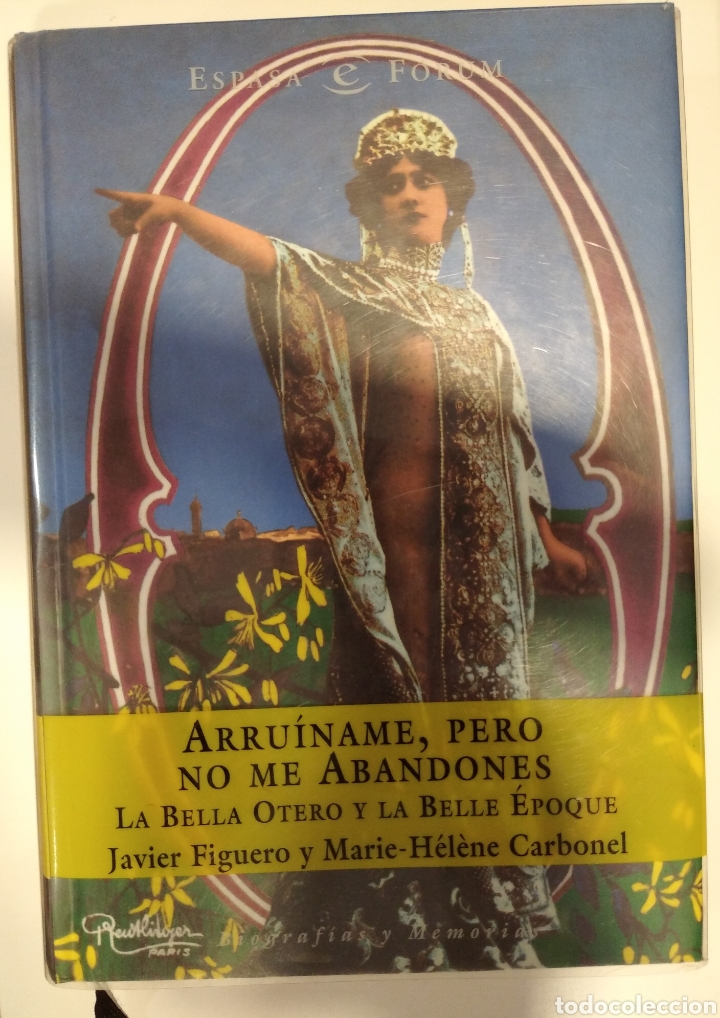 ESPASA e FORUM
ARRUÍNAME, PERO
NO ME ABANDONES
LA BELLA OTERO Y LA BELLE ÉPOQUE
Javier Figuero y Marie-Hélène Carbonel
Reutlinger
PARIS
Biografías y Memorias
todocoleccion